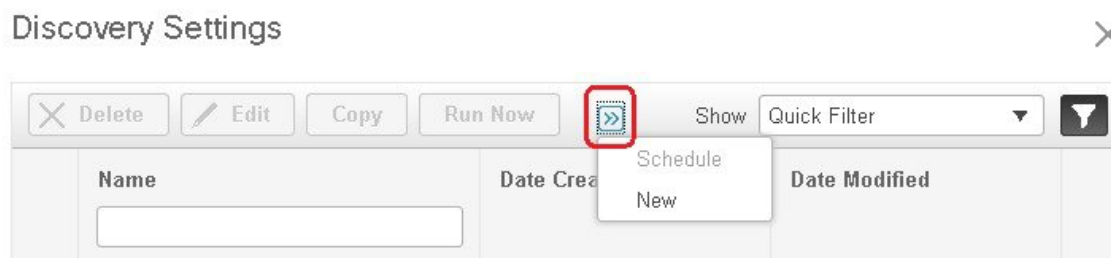 Discovery Settings
Delete Edit Copy Run Now Show Quick Filter
Schedule
New
Name Date Crea Date Modified